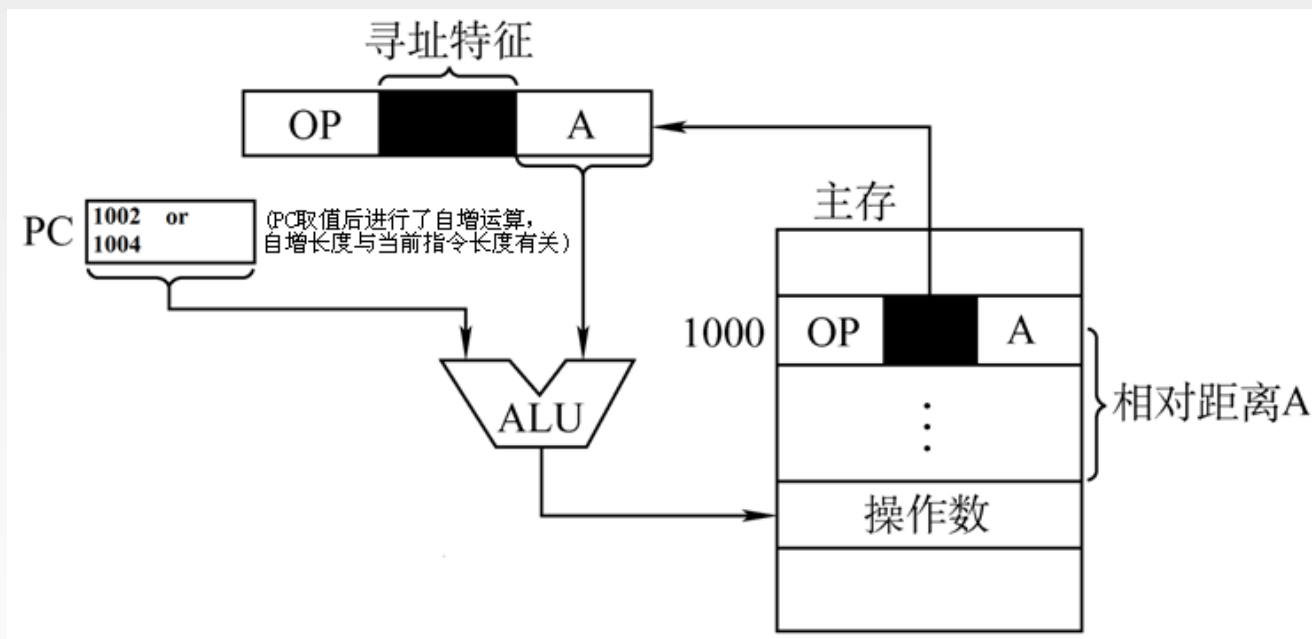 寻址特征
OP A
PC
1002 or
1004
(PC取值后进行了自增运算，
自增长度与当前指令长度有关)
主存
1000
OP A
相对距离A
ALU
操作数